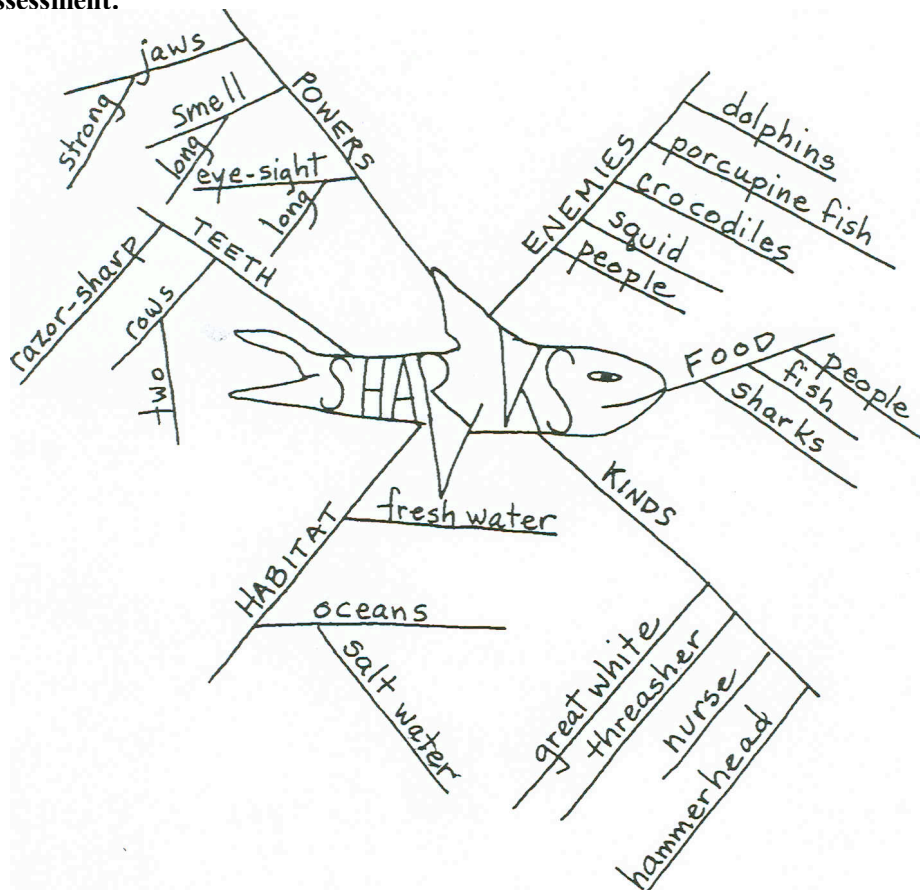 ssessment.
jaws
strong
smell
long
eye-sight
long
POWERS
TEETH
razor-sharp
rows
two
ENEMIES
dolphins
porcupine fish
crocodiles
squid
people
SHARKS
FOOD
people
fish
sharks
HABITAT
fresh water
oceans
salt water
KINDS
great white
threasher
nurse
hammerhead